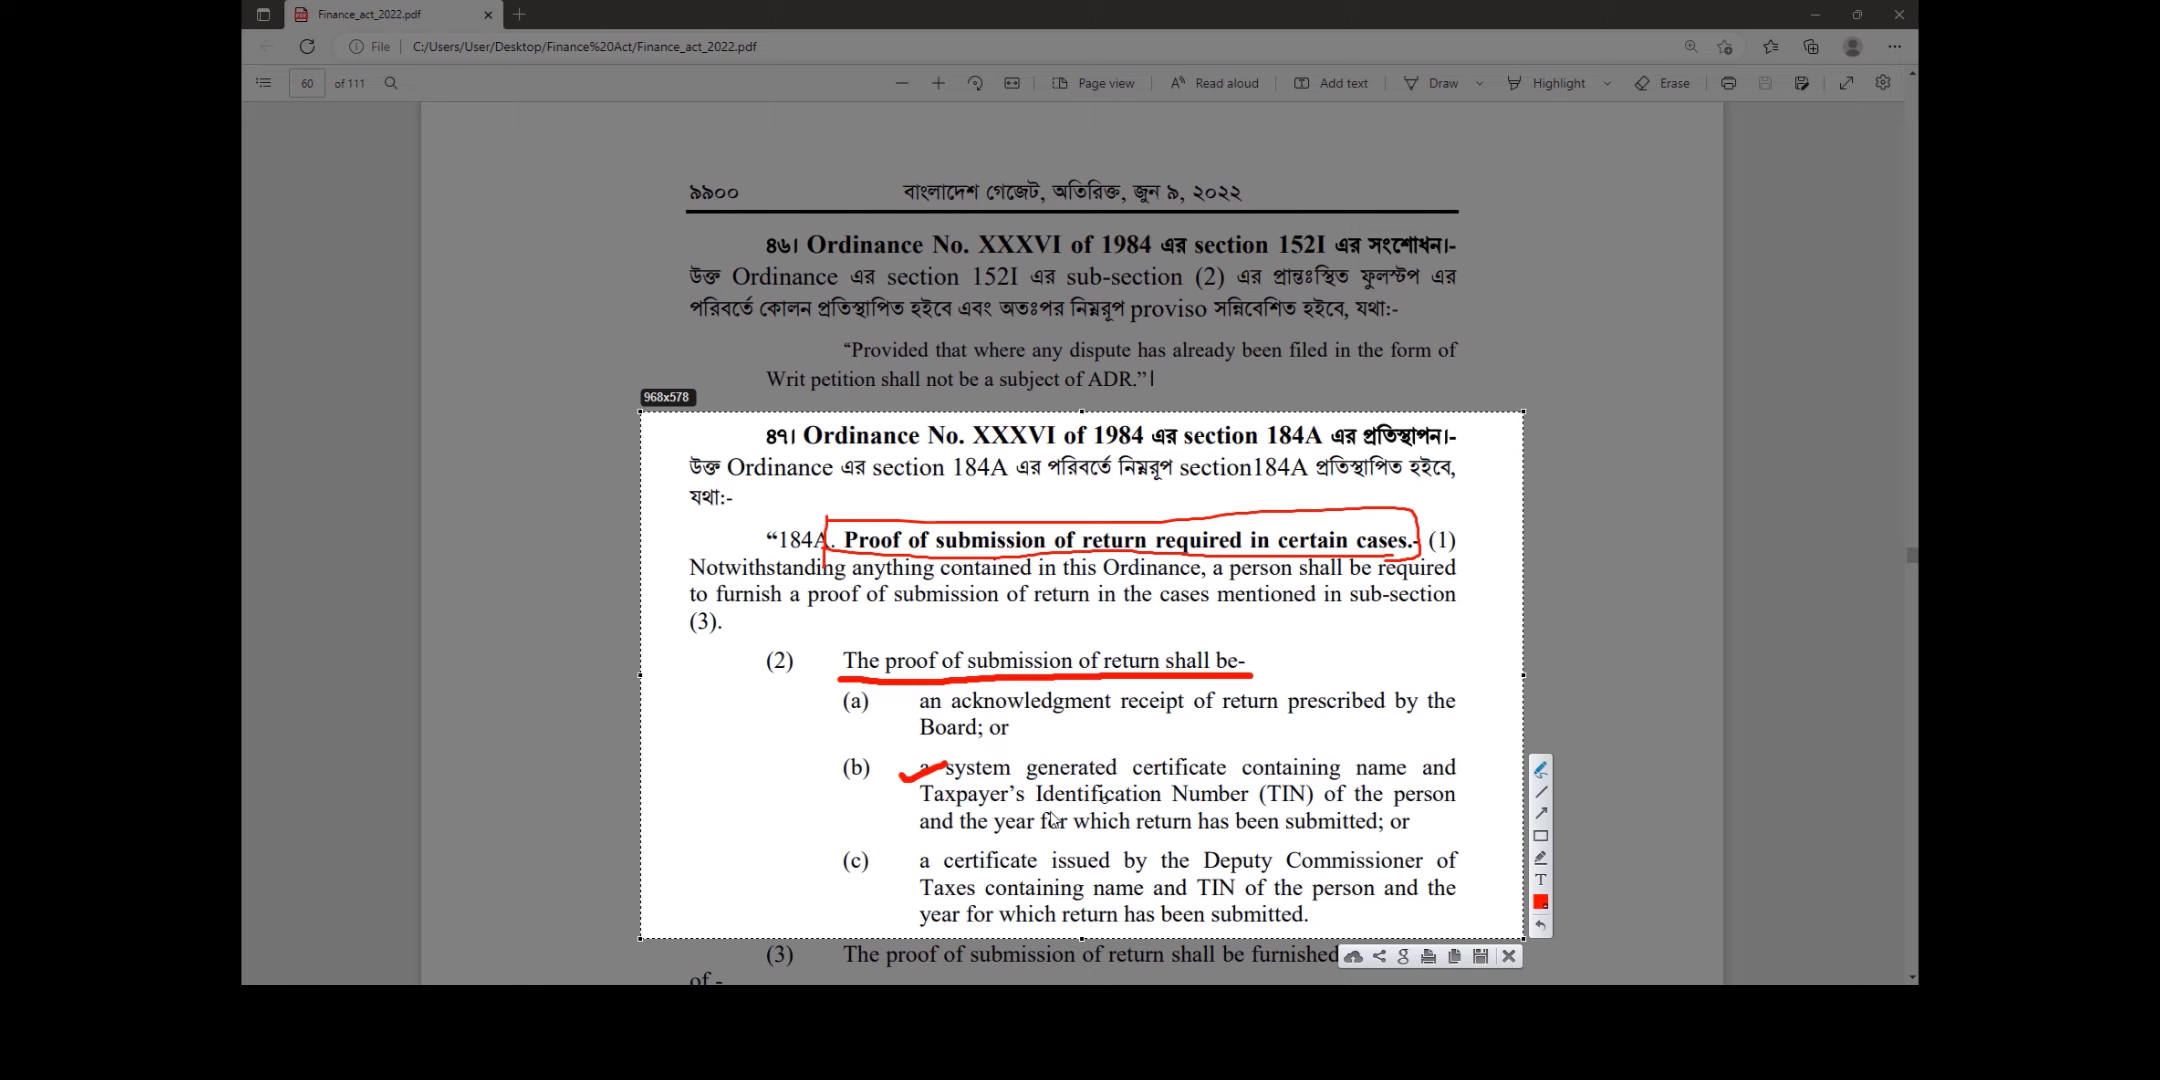 Finance_act_2022.pdf
File C:/Users/User/Desktop/Finance%20Act/Finance_act_2022.pdf
60 of 111 Page view Read aloud Add text Draw Highlight Erase
৯৯০০ বাংলাদেশ গেজেট, অতিরিক্ত, জুন ৯, ২০২২
৪৬। Ordinance No. XXXVI of 1984 এর section 152I এর সংশোধন।-
উক্ত Ordinance এর section 152I এর sub-section (2) এর প্রান্তঃস্থিত ফুলস্টপ এর
পরিবর্তে কোলন প্রতিস্থাপিত হইবে এবং অতঃপর নিম্নরূপ proviso সন্নিবেশিত হইবে, যথা:-
“Provided that where any dispute has already been filed in the form of
Writ petition shall not be a subject of ADR.”।
968x578
৪৭। Ordinance No. XXXVI of 1984 এর section 184A এর প্রতিস্থাপন।-
উক্ত Ordinance এর section 184A এর পরিবর্তে নিম্নরূপ section184A প্রতিস্থাপিত হইবে,
যথা:-
“184A. Proof of submission of return required in certain cases.- (1)
Notwithstanding anything contained in this Ordinance, a person shall be required
to furnish a proof of submission of return in the cases mentioned in sub-section
(3).
(2) The proof of submission of return shall be-
(a) an acknowledgment receipt of return prescribed by the
Board; or
(b) a system generated certificate containing name and
Taxpayer’s Identification Number (TIN) of the person
and the year for which return has been submitted; or
(c) a certificate issued by the Deputy Commissioner of
Taxes containing name and TIN of the person and the
year for which return has been submitted.
(3) The proof of submission of return shall be furnished
of -